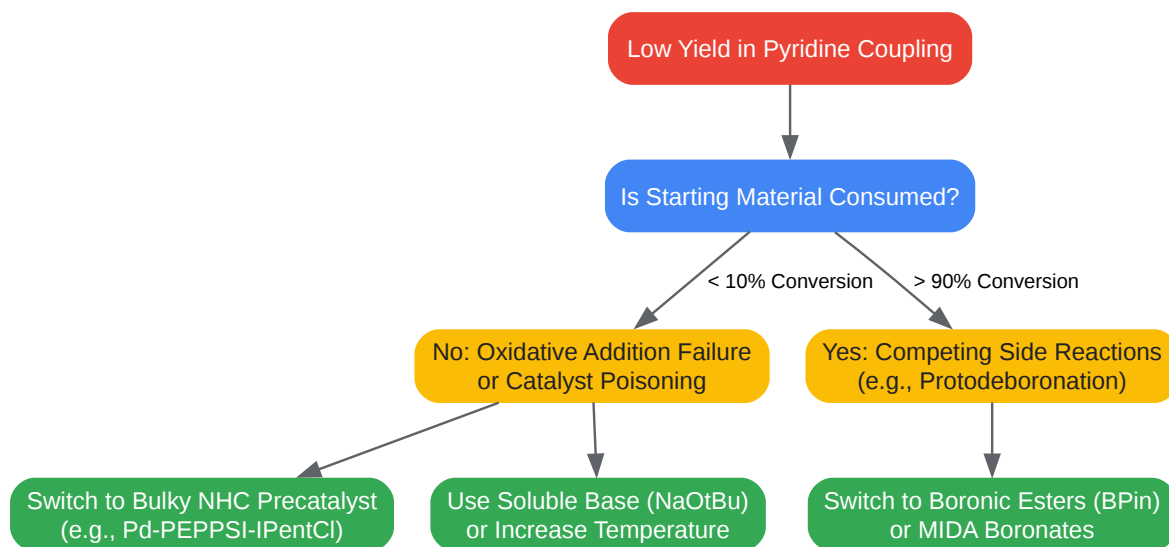 Low Yield in Pyridine Coupling
Is Starting Material Consumed?
< 10% Conversion
> 90% Conversion
No: Oxidative Addition Failure
or Catalyst Poisoning
Yes: Competing Side Reactions
(e.g., Protodeboronation)
Switch to Bulky NHC Precatalyst
(e.g., Pd-PEPPSI-IPentCl)
Use Soluble Base (NaOtBu)
or Increase Temperature
Switch to Boronic Esters (BPin)
or MIDA Boronates